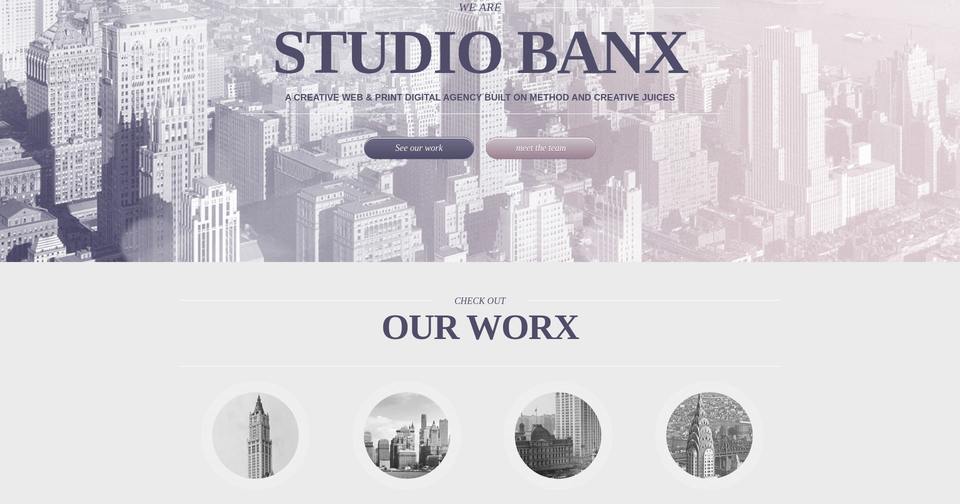 WE ARE
STUDIO BANX
A CREATIVE WEB & PRINT DIGITAL AGENCY BUILT ON METHOD AND CREATIVE JUICES
See our work
meet the team
CHECK OUT
OUR WORX